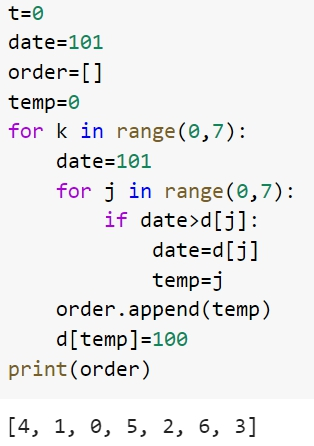 t=0
date=101
order=[]
temp=0
for k in range(0,7):
    date=101
    for j in range(0,7):
        if date>d[j]:
            date=d[j]
            temp=j
    order.append(temp)
    d[temp]=100
print(order)
[4, 1, 0, 5, 2, 6, 3]